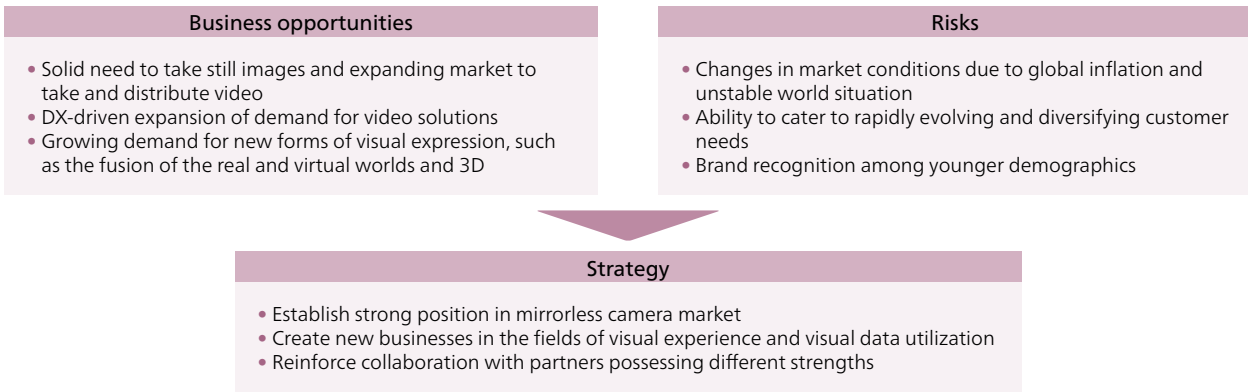 Business opportunities
• Solid need to take still images and expanding market to
take and distribute video
• DX-driven expansion of demand for video solutions
• Growing demand for new forms of visual expression, such
as the fusion of the real and virtual worlds and 3D
Risks
• Changes in market conditions due to global inflation and
unstable world situation
• Ability to cater to rapidly evolving and diversifying customer
needs
• Brand recognition among younger demographics
Strategy
• Establish strong position in mirrorless camera market
• Create new businesses in the fields of visual experience and visual data utilization
• Reinforce collaboration with partners possessing different strengths